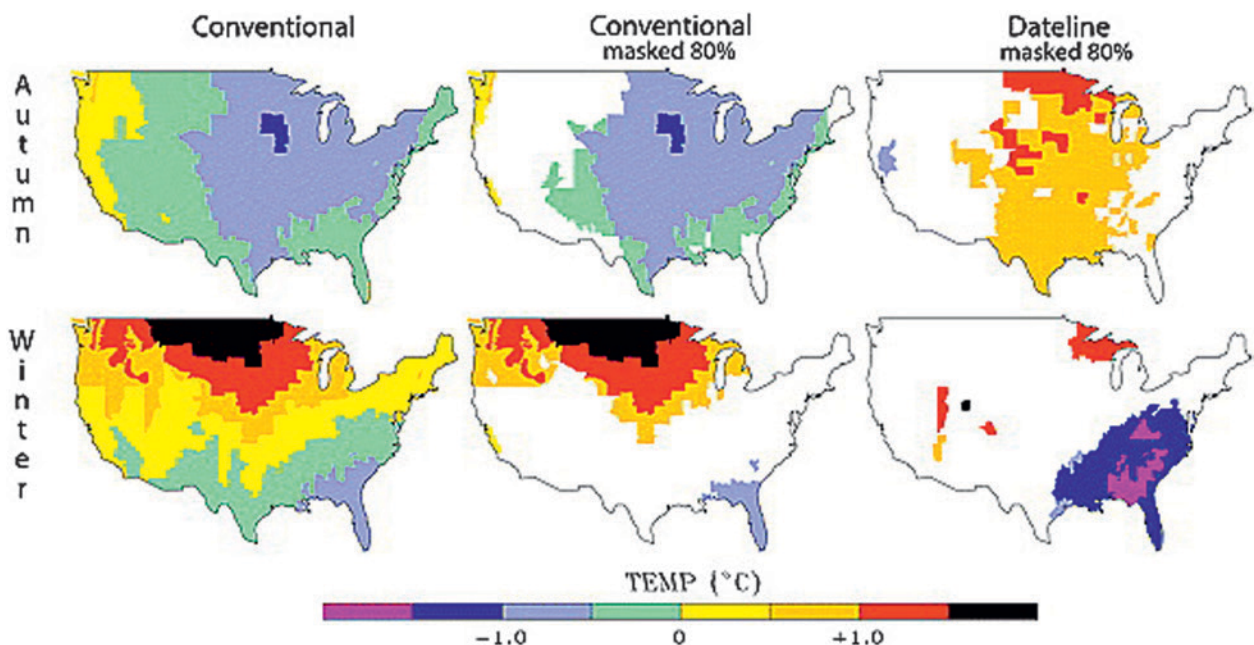 Conventional
Conventional
masked 80%
Dateline
masked 80%
Autumn
Winter
TEMP (°C)
-1.0 0 +1.0